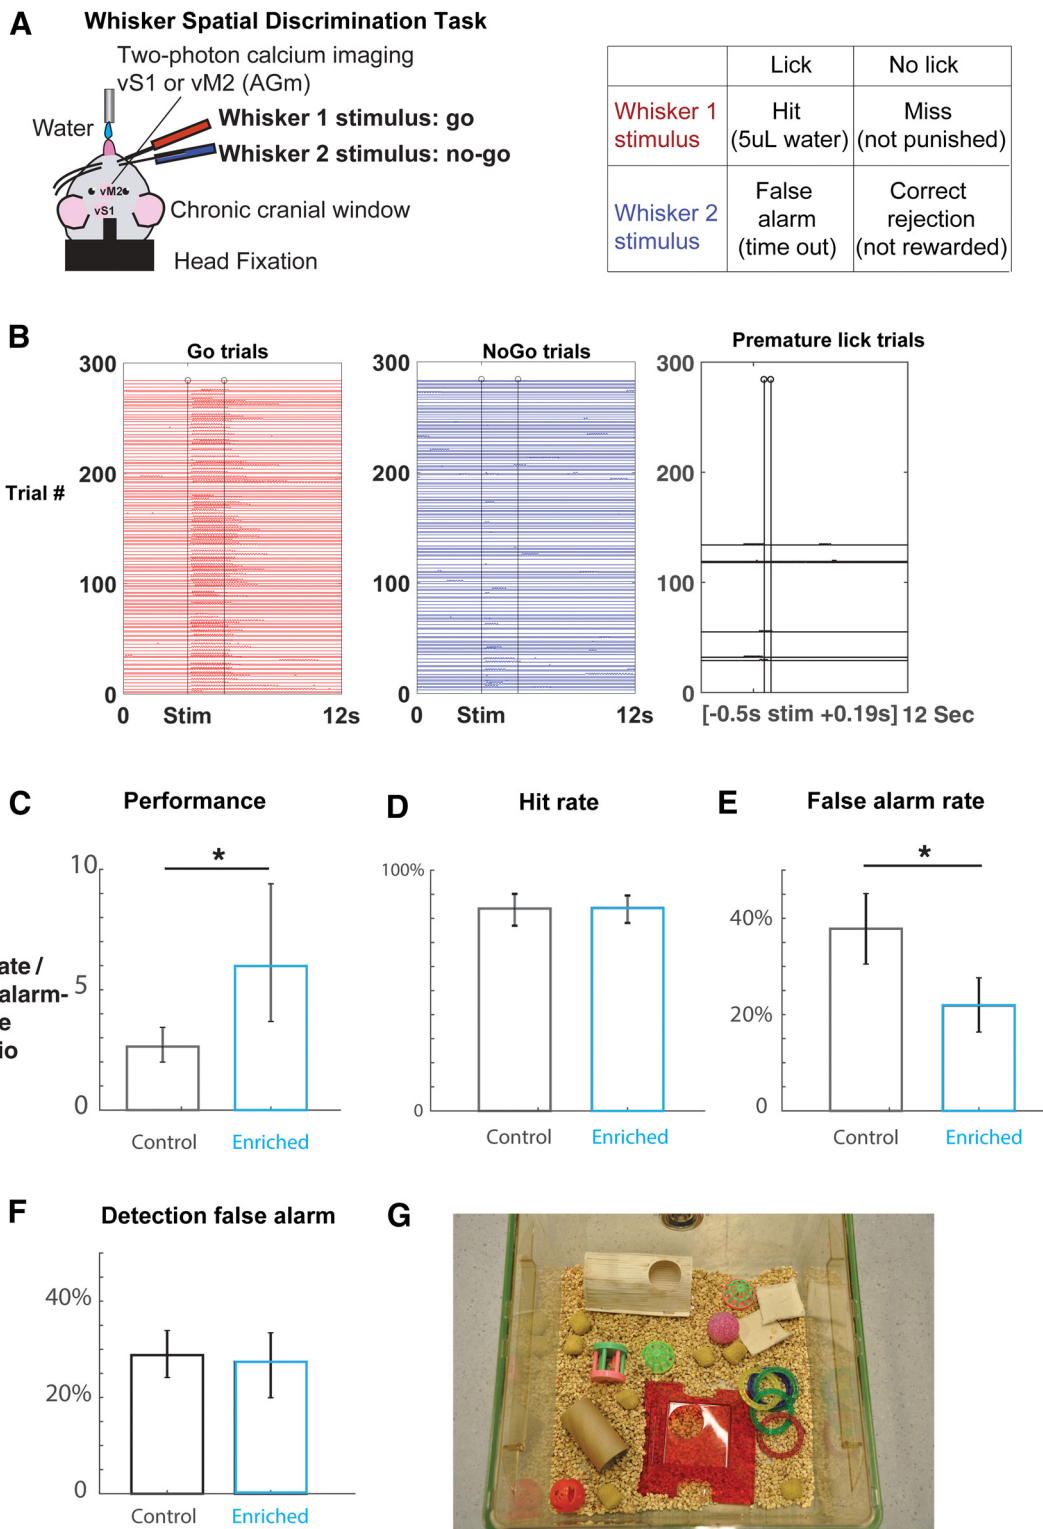 A
Whisker Spatial Discrimination Task
Two-photon calcium imaging
vS1 or vM2 (AGm)
Water
Whisker 1 stimulus: go
Whisker 2 stimulus: no-go
vM2
vS1
Chronic cranial window
Head Fixation
Lick
No lick
Whisker 1
stimulus
Hit
(5uL water)
Miss
(not punished)
Whisker 2
stimulus
False
alarm
(time out)
Correct
rejection
(not rewarded)
B
Go trials
NoGo trials
Premature lick trials
Trial #
300
200
100
0
0
Stim
12s
300
200
100
0
0
Stim
12s
300
200
100
0
[-0.5s stim +0.19s] 12 Sec
C
Performance
*
10
5
0
ate /
alarm-
e
io
Control
Enriched
D
Hit rate
100%
0
Control
Enriched
E
False alarm rate
*
40%
20%
0
Control
Enriched
F
Detection false alarm
40%
20%
0
Control
Enriched
G